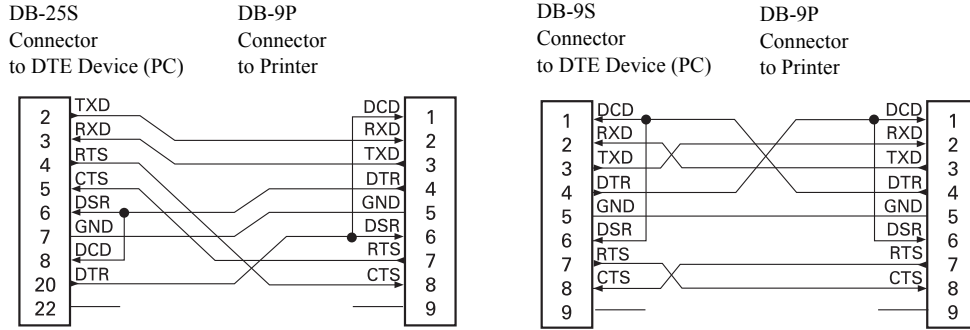 DB-25S
Connector
to DTE Device (PC)
DB-9P
Connector
to Printer
2 TXD DCD 1
3 RXD RXD 2
4 RTS TXD 3
5 CTS DTR 4
6 DSR GND 5
7 GND DSR 6
8 DCD RTS 7
20 DTR CTS 8
22 9
DB-9S
Connector
to DTE Device (PC)
DB-9P
Connector
to Printer
1 DCD DCD 1
2 RXD RXD 2
3 TXD TXD 3
4 DTR DTR 4
5 GND GND 5
6 DSR DSR 6
7 RTS RTS 7
8 CTS CTS 8
9 9